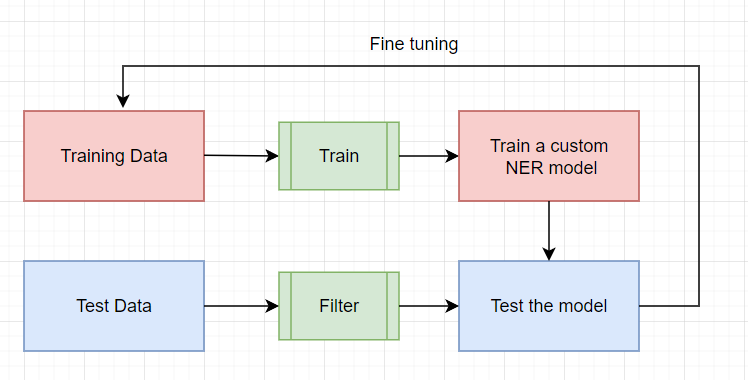 Fine tuning
Training Data
Train
Train a custom
NER model
Test Data
Filter
Test the model